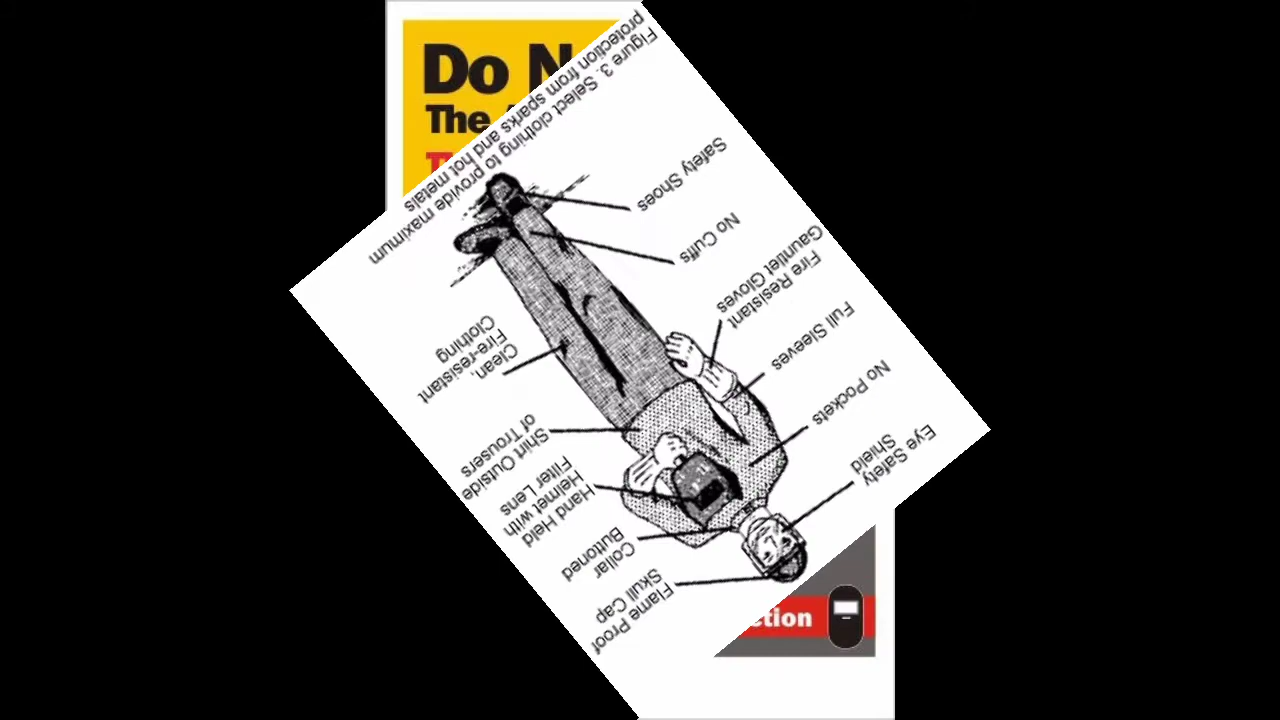 Do N
The
Flame Proof
Skull Cap
Collar
Buttoned
Hand Held
Helmet with
Filter Lens
Shirt Outside
of Trousers
Clean,
Fire-resistant
Clothing
Eye Safety
Shield
No Pockets
Full Sleeves
Fire Resistant
Gauntlet Gloves
No Cuffs
Safety Shoes
Figure 3. Select clothing to provide maximum
protection from sparks and hot metals
ction